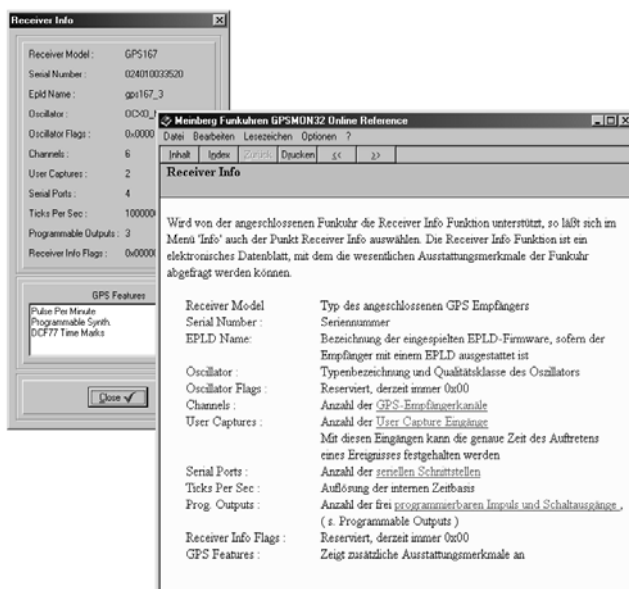 Receiver Info
Receiver Model : GPS167
Serial Number : 024010033520
Epld Name : gps167_3
Oscillator : OCXO_
Oscillator Flags : 0x0000
Channels : 6
User Captures : 2
Serial Ports : 4
Ticks Per Sec : 1000000
Programmable Outputs : 3
Receiver Info Flags : 0x0000
GPS Features
Pulse Per Minute
Programmable Synth.
DCF77 Time Marks
Close
Meinberg Funkuhren GPSMON32 Online Reference
Datei Bearbeiten Lesezeichen Optionen ?
Inhalt Index Zurück Drucken << >>
Receiver Info
Wird von der angeschlossenen Funkuhr die Receiver Info Funktion unterstützt, so läßt sich im
Menü 'Info' auch der Punkt Receiver Info auswählen. Die Receiver Info Funktion ist ein
elektronisches Datenblatt, mit dem die wesentlichen Ausstattungsmerkmale der Funkuhr
abgefragt werden können.
Receiver Model Typ des angeschlossenen GPS Empfängers
Serial Number : Seriennummer
EPLD Name: Bezeichnung der eingespielten EPLD-Firmware, sofern der
Empfänger mit einem EPLD ausgestattet ist
Oscillator : Typenbezeichnung und Qualitätsklasse des Oszillators
Oscillator Flags : Reserviert, derzeit immer 0x00
Channels : Anzahl der GPS-Empfängerkanäle
User Captures : Anzahl der User Capture Eingänge
Mit diesen Eingängen kann die genaue Zeit des Auftretens
eines Ereignisses festgehalten werden
Serial Ports : Anzahl der seriellen Schnittstellen
Ticks Per Sec : Auflösung der internen Zeitbasis
Prog. Outputs : Anzahl der frei programmierbaren Impuls und Schaltausgänge ,
( s. Programmable Outputs )
Receiver Info Flags : Reserviert, derzeit immer 0x00
GPS Features : Zeigt zusätzliche Ausstattungsmerkmale an